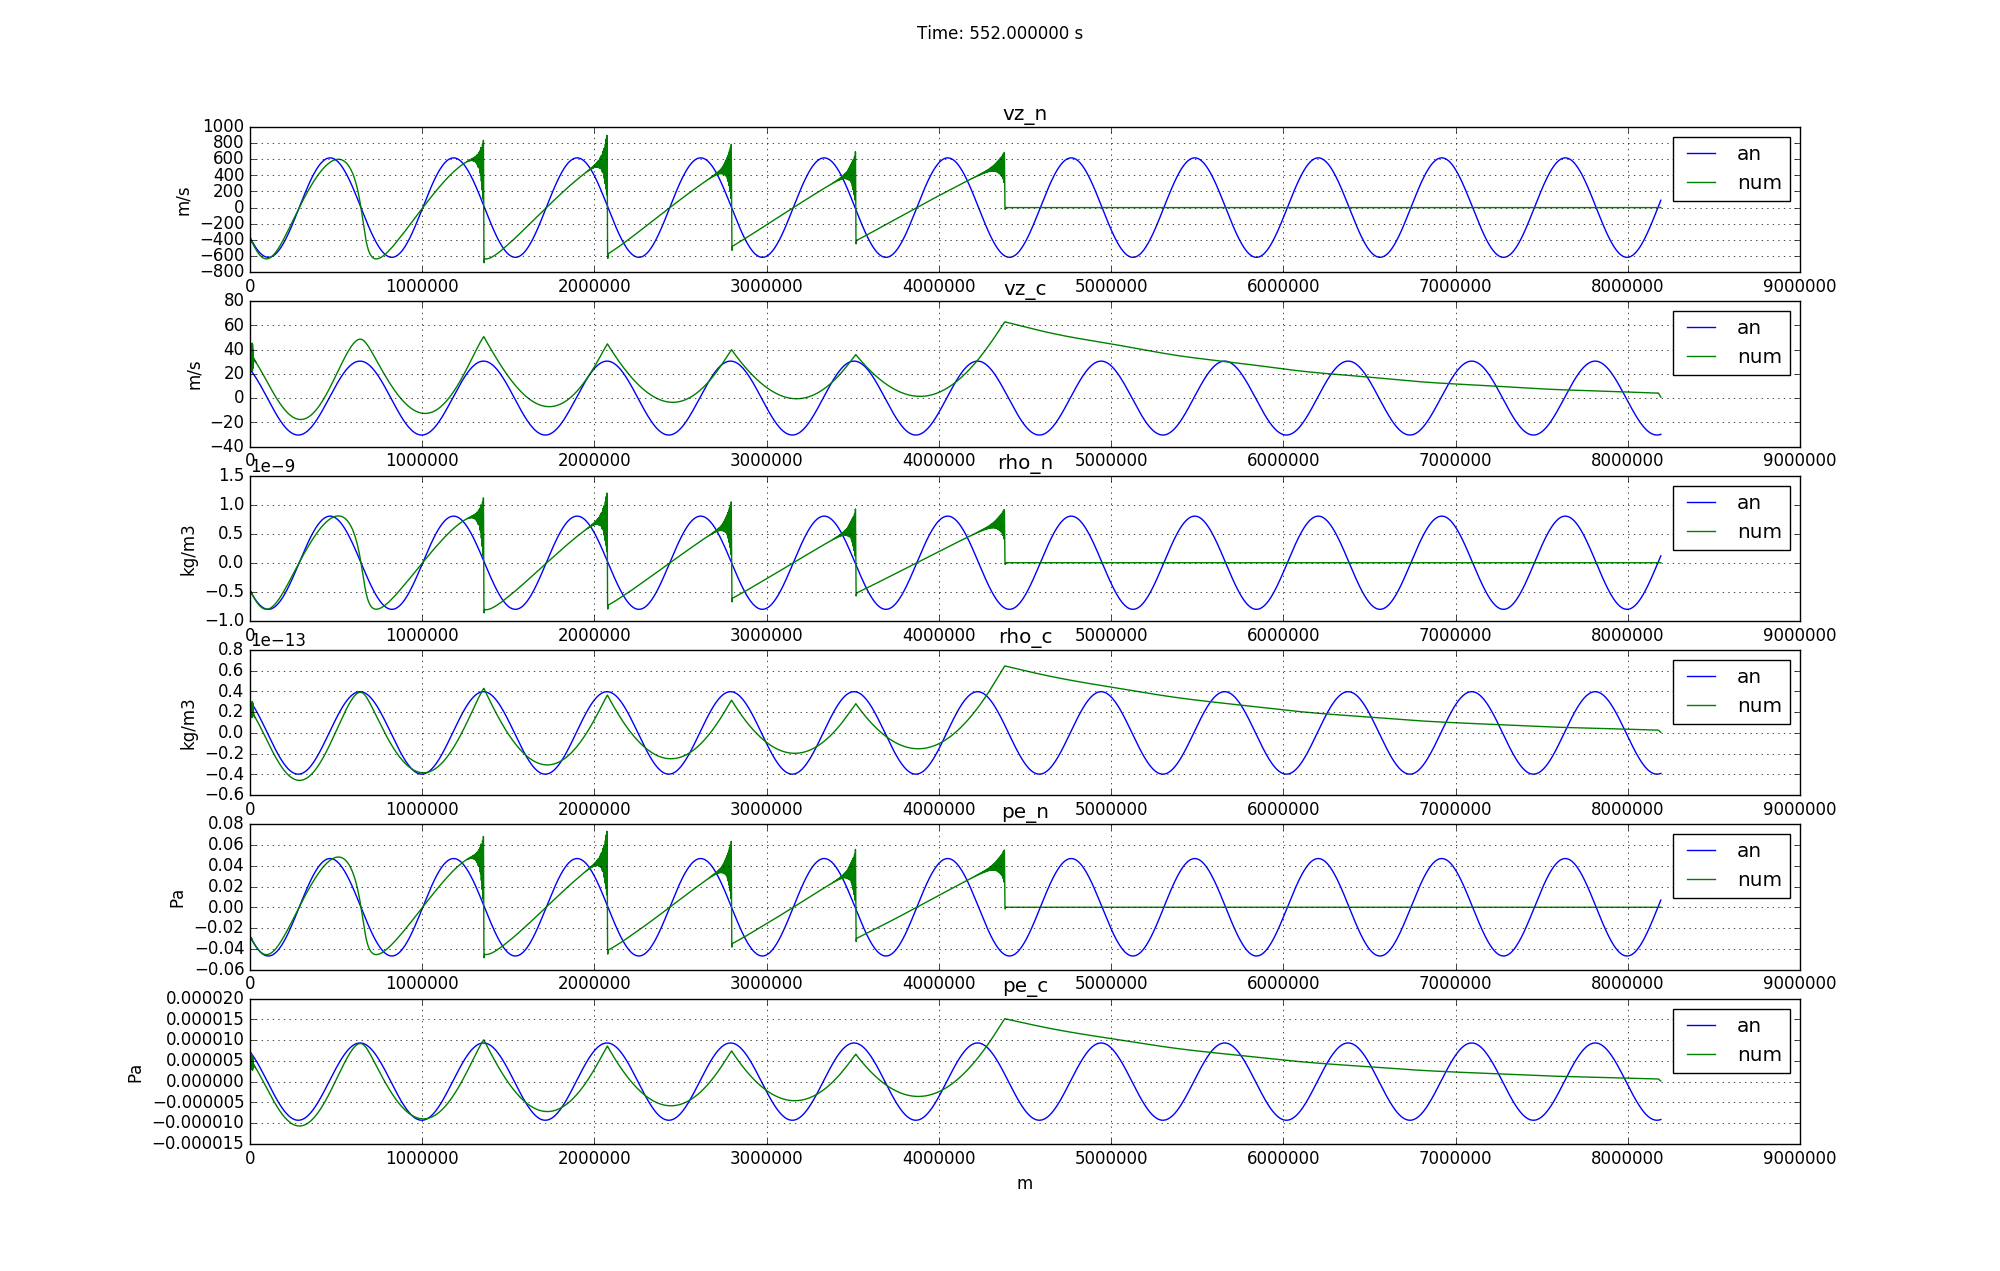 Time: 552.000000 s
vz_n
1000
800
600
400
200
0
−200
−400
−600
−800
m/s
an
num
0 1000000 2000000 3000000 4000000 5000000 6000000 7000000 8000000 9000000
vz_c
80
60
40
20
0
−20
−40
m/s
an
num
0 1000000 2000000 3000000 4000000 5000000 6000000 7000000 8000000 9000000
1e−9
rho_n
1.5
1.0
0.5
0.0
−0.5
−1.0
kg/m3
an
num
0 1000000 2000000 3000000 4000000 5000000 6000000 7000000 8000000 9000000
1e−13
rho_c
0.8
0.6
0.4
0.2
0.0
−0.2
−0.4
−0.6
kg/m3
an
num
0 1000000 2000000 3000000 4000000 5000000 6000000 7000000 8000000 9000000
pe_n
0.08
0.06
0.04
0.02
0.00
−0.02
−0.04
−0.06
Pa
an
num
0 1000000 2000000 3000000 4000000 5000000 6000000 7000000 8000000 9000000
pe_c
0.000020
0.000015
0.000010
0.000005
0.000000
−0.000005
−0.000010
−0.000015
Pa
an
num
0 1000000 2000000 3000000 4000000 5000000 6000000 7000000 8000000 9000000
m